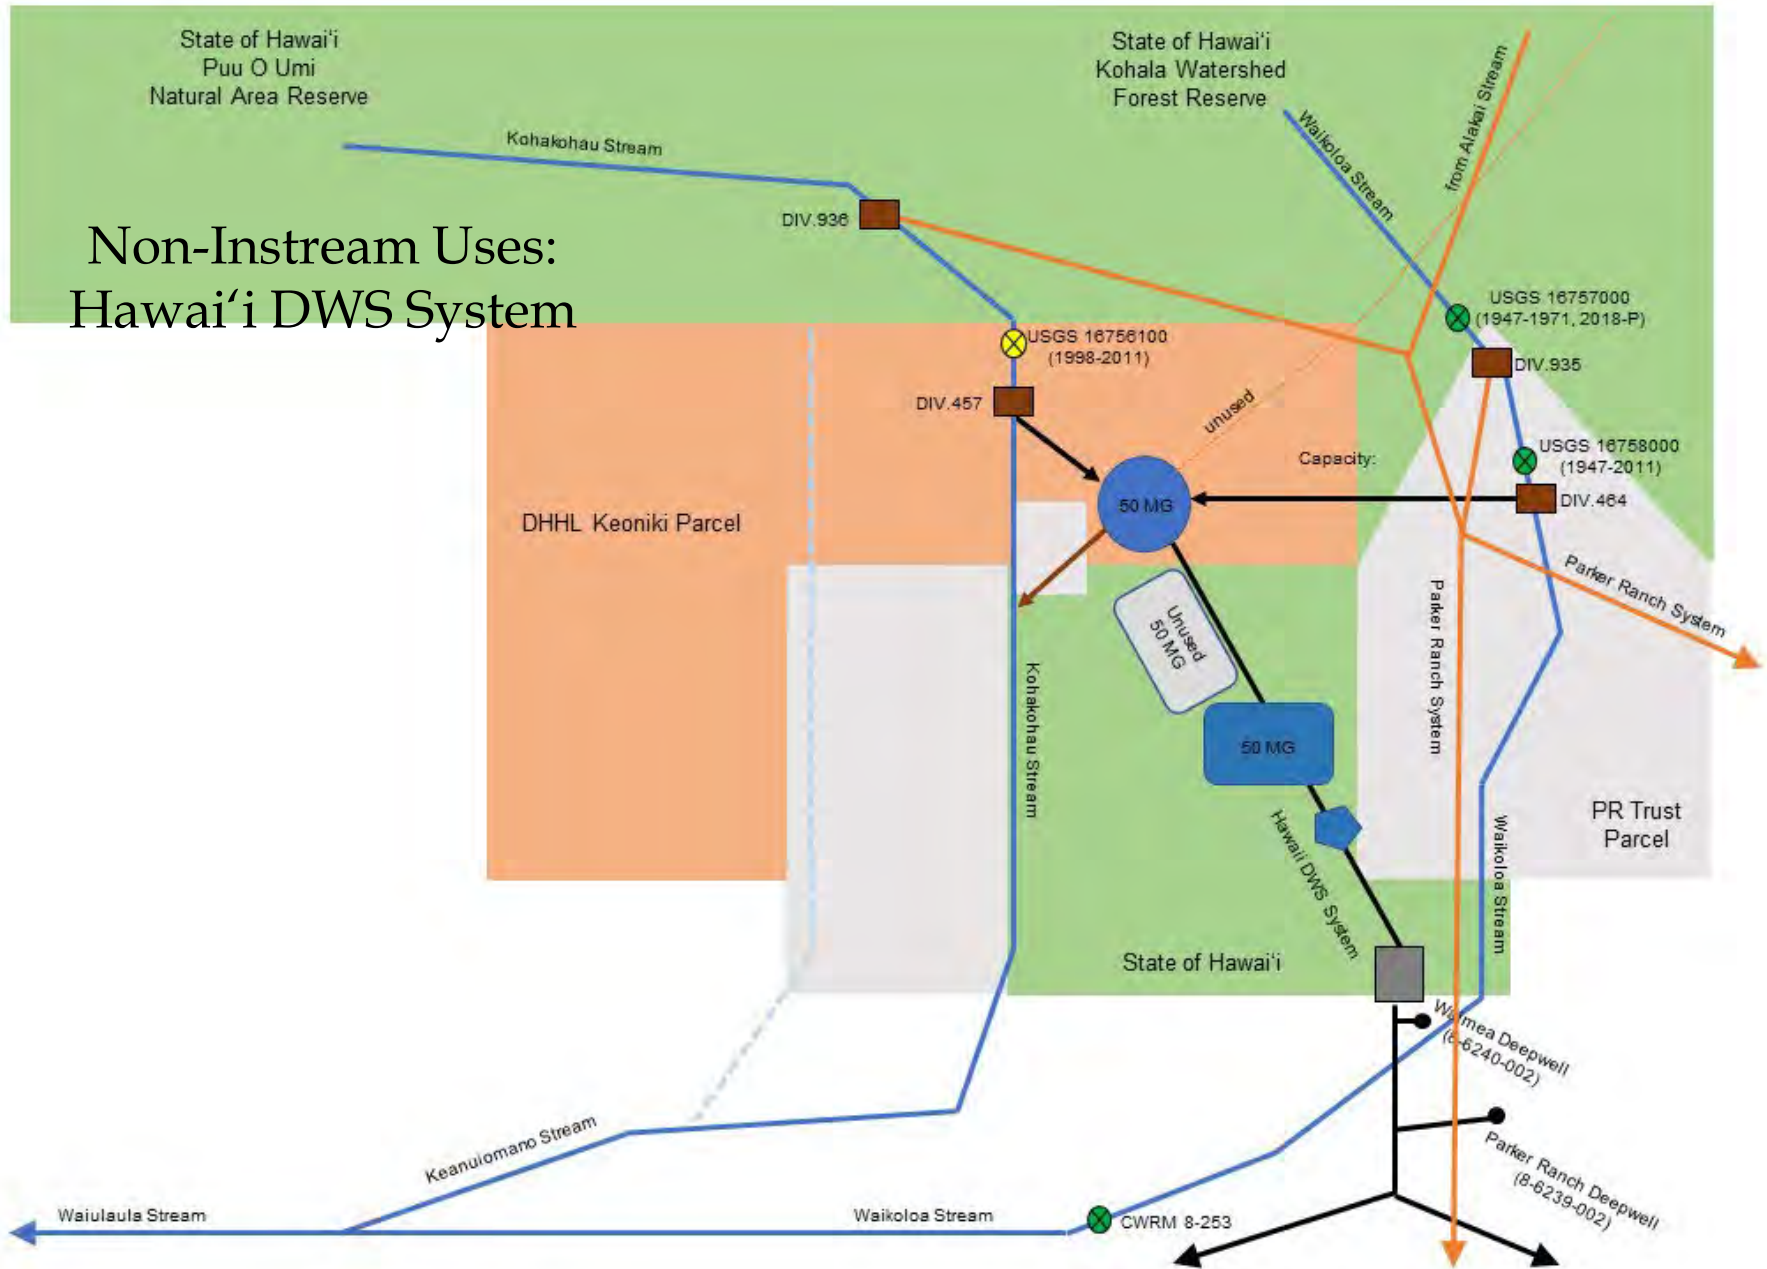 State of Hawai‘i
Puu O Umi
Natural Area Reserve
State of Hawai‘i
Kohala Watershed
Forest Reserve
from Alakai Stream
Kohakohau Stream
Waikoloa Stream
DIV.936
Non-Instream Uses:
Hawai‘i DWS System
USGS 16757000
(1947-1971, 2018-P)
USGS 16756100
(1998-2011)
DIV.935
DIV.457
unused
USGS 16758000
(1947-2011)
Capacity:
DIV.464
50 MG
DHHL Keoniki Parcel
Parker Ranch System
Parker Ranch System
Unused
50 MG
Kohakohau Stream
50 MG
PR Trust
Parcel
Hawaii DWS System
Waikoloa Stream
State of Hawai‘i
Waimea Deepwell
(8-6240-002)
Parker Ranch Deepwell
(8-6239-002)
Keanuiomano Stream
Waiulaula Stream
Waikoloa Stream
CWRM 8-253